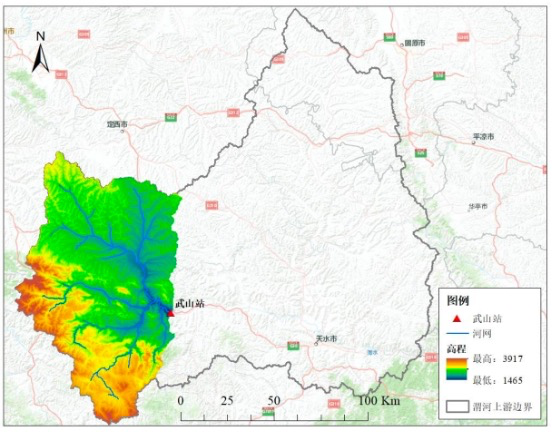 N
固原市
定西市
平凉市
华亭市
武山站
天水市
图例
武山站
河网
高程
最高：3917
最低：1465
渭河上游边界
0 25 50 100 Km